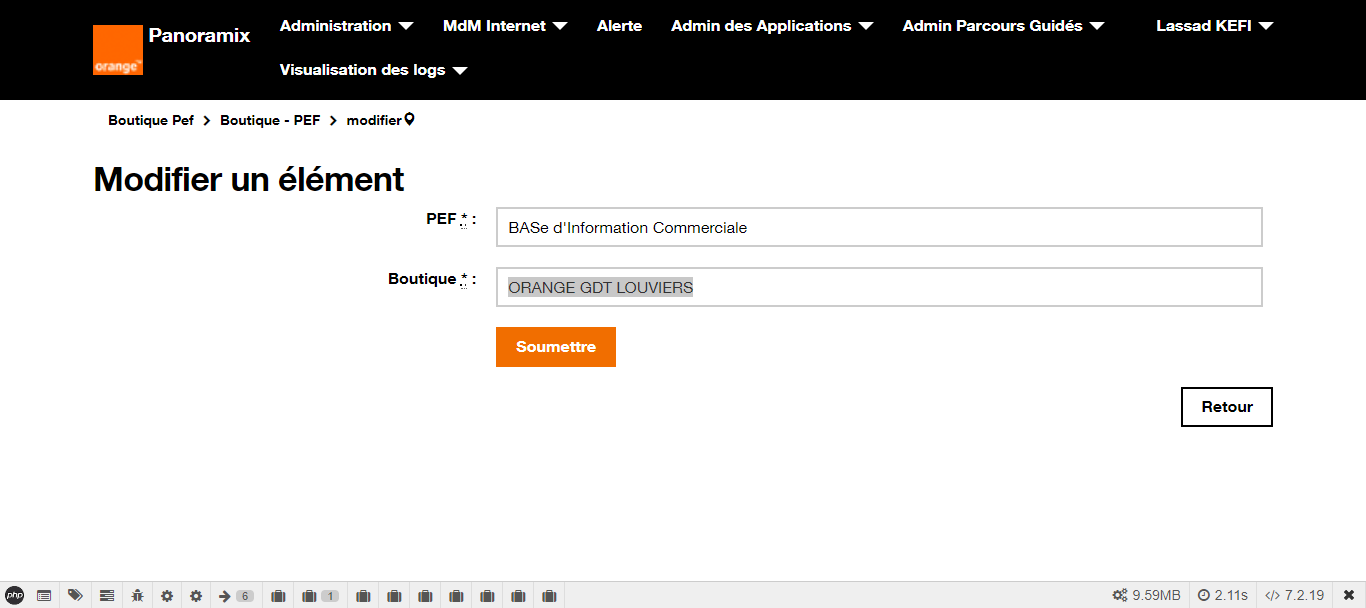 orange™
Panoramix
Administration
MdM Internet
Alerte
Admin des Applications
Admin Parcours Guidés
Lassad KEFI
Visualisation des logs
Boutique Pef > Boutique - PEF > modifier
Modifier un élément
PEF * :
BASe d'Information Commerciale
Boutique * :
ORANGE GDT LOUVIERS
Soumettre
Retour
php
6
1
9.59MB
2.11s
</> 7.2.19